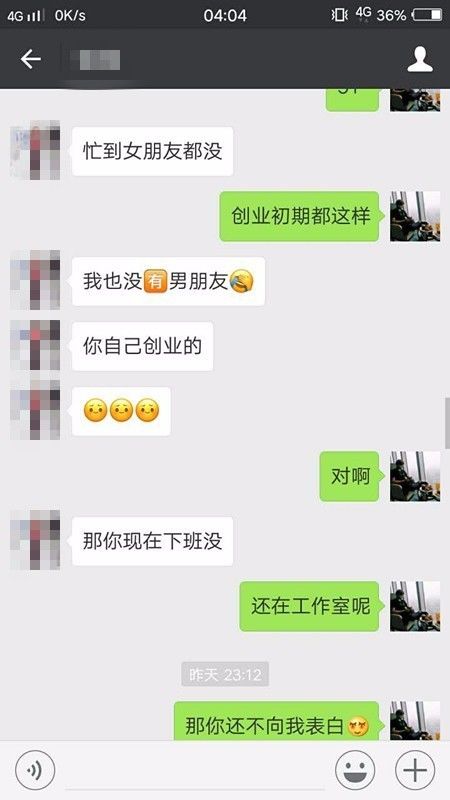 4G 0K/s 04:04 4G 36%
忙到女朋友都没
创业初期都这样
我也没🈶男朋友
你自己创业的
对啊
那你现在下班没
还在工作室呢
昨天 23:12
那你还不向我表白